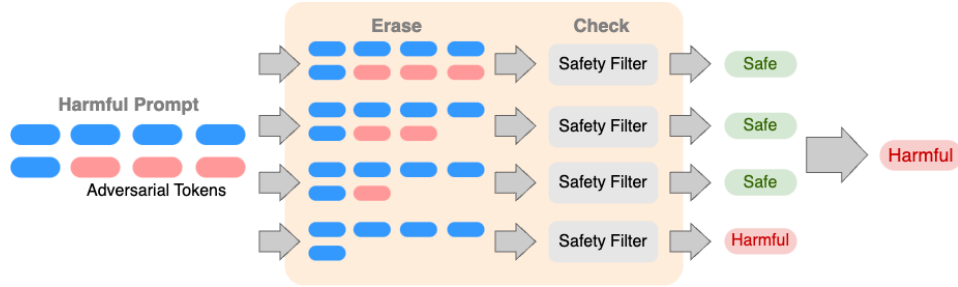 Erase
Check
Safety Filter
Safe
Harmful Prompt
Safety Filter
Safe
Harmful
Adversarial Tokens
Safety Filter
Safe
Safety Filter
Harmful